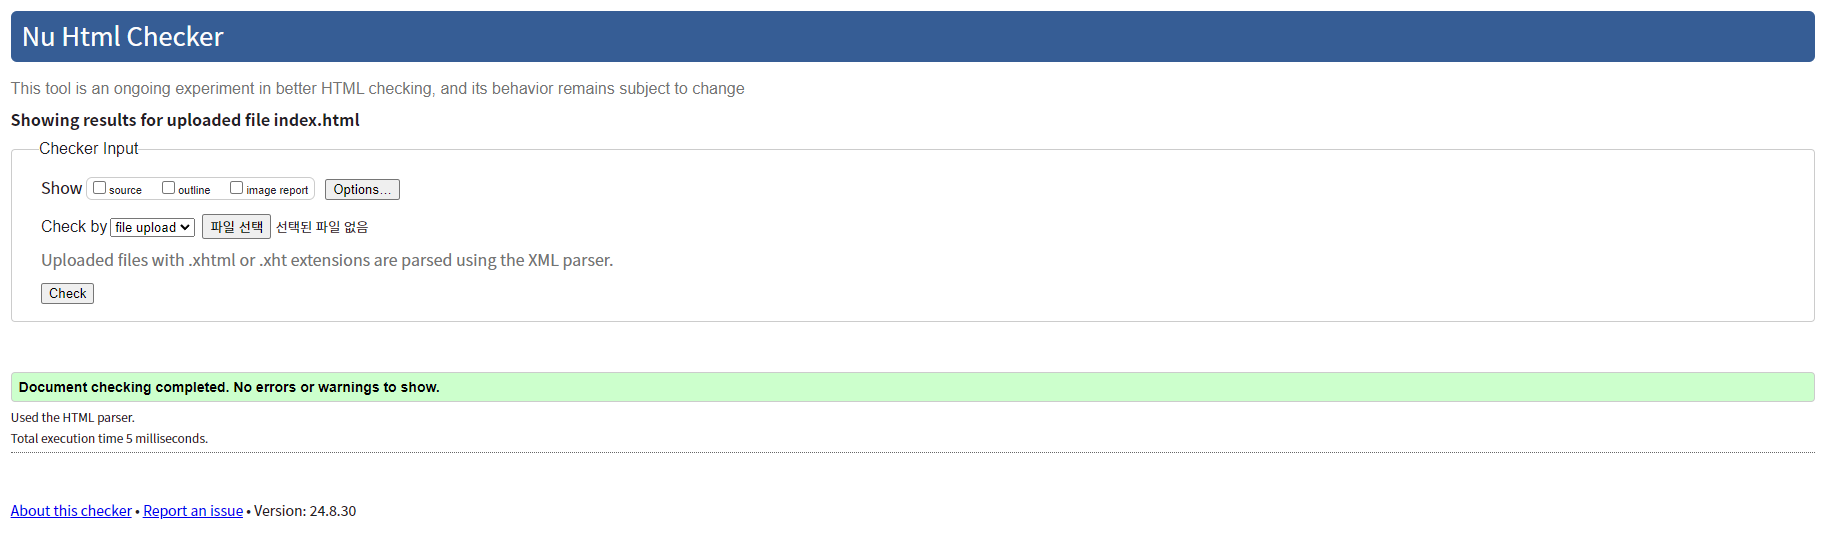 Nu Html Checker
This tool is an ongoing experiment in better HTML checking, and its behavior remains subject to change
Showing results for uploaded file index.html
Checker Input
Show source outline image report Options...
Check by file upload 파일 선택 선택된 파일 없음
Uploaded files with .xhtml or .xht extensions are parsed using the XML parser.
Check
Document checking completed. No errors or warnings to show.
Used the HTML parser.
Total execution time 5 milliseconds.
About this checker • Report an issue • Version: 24.8.30